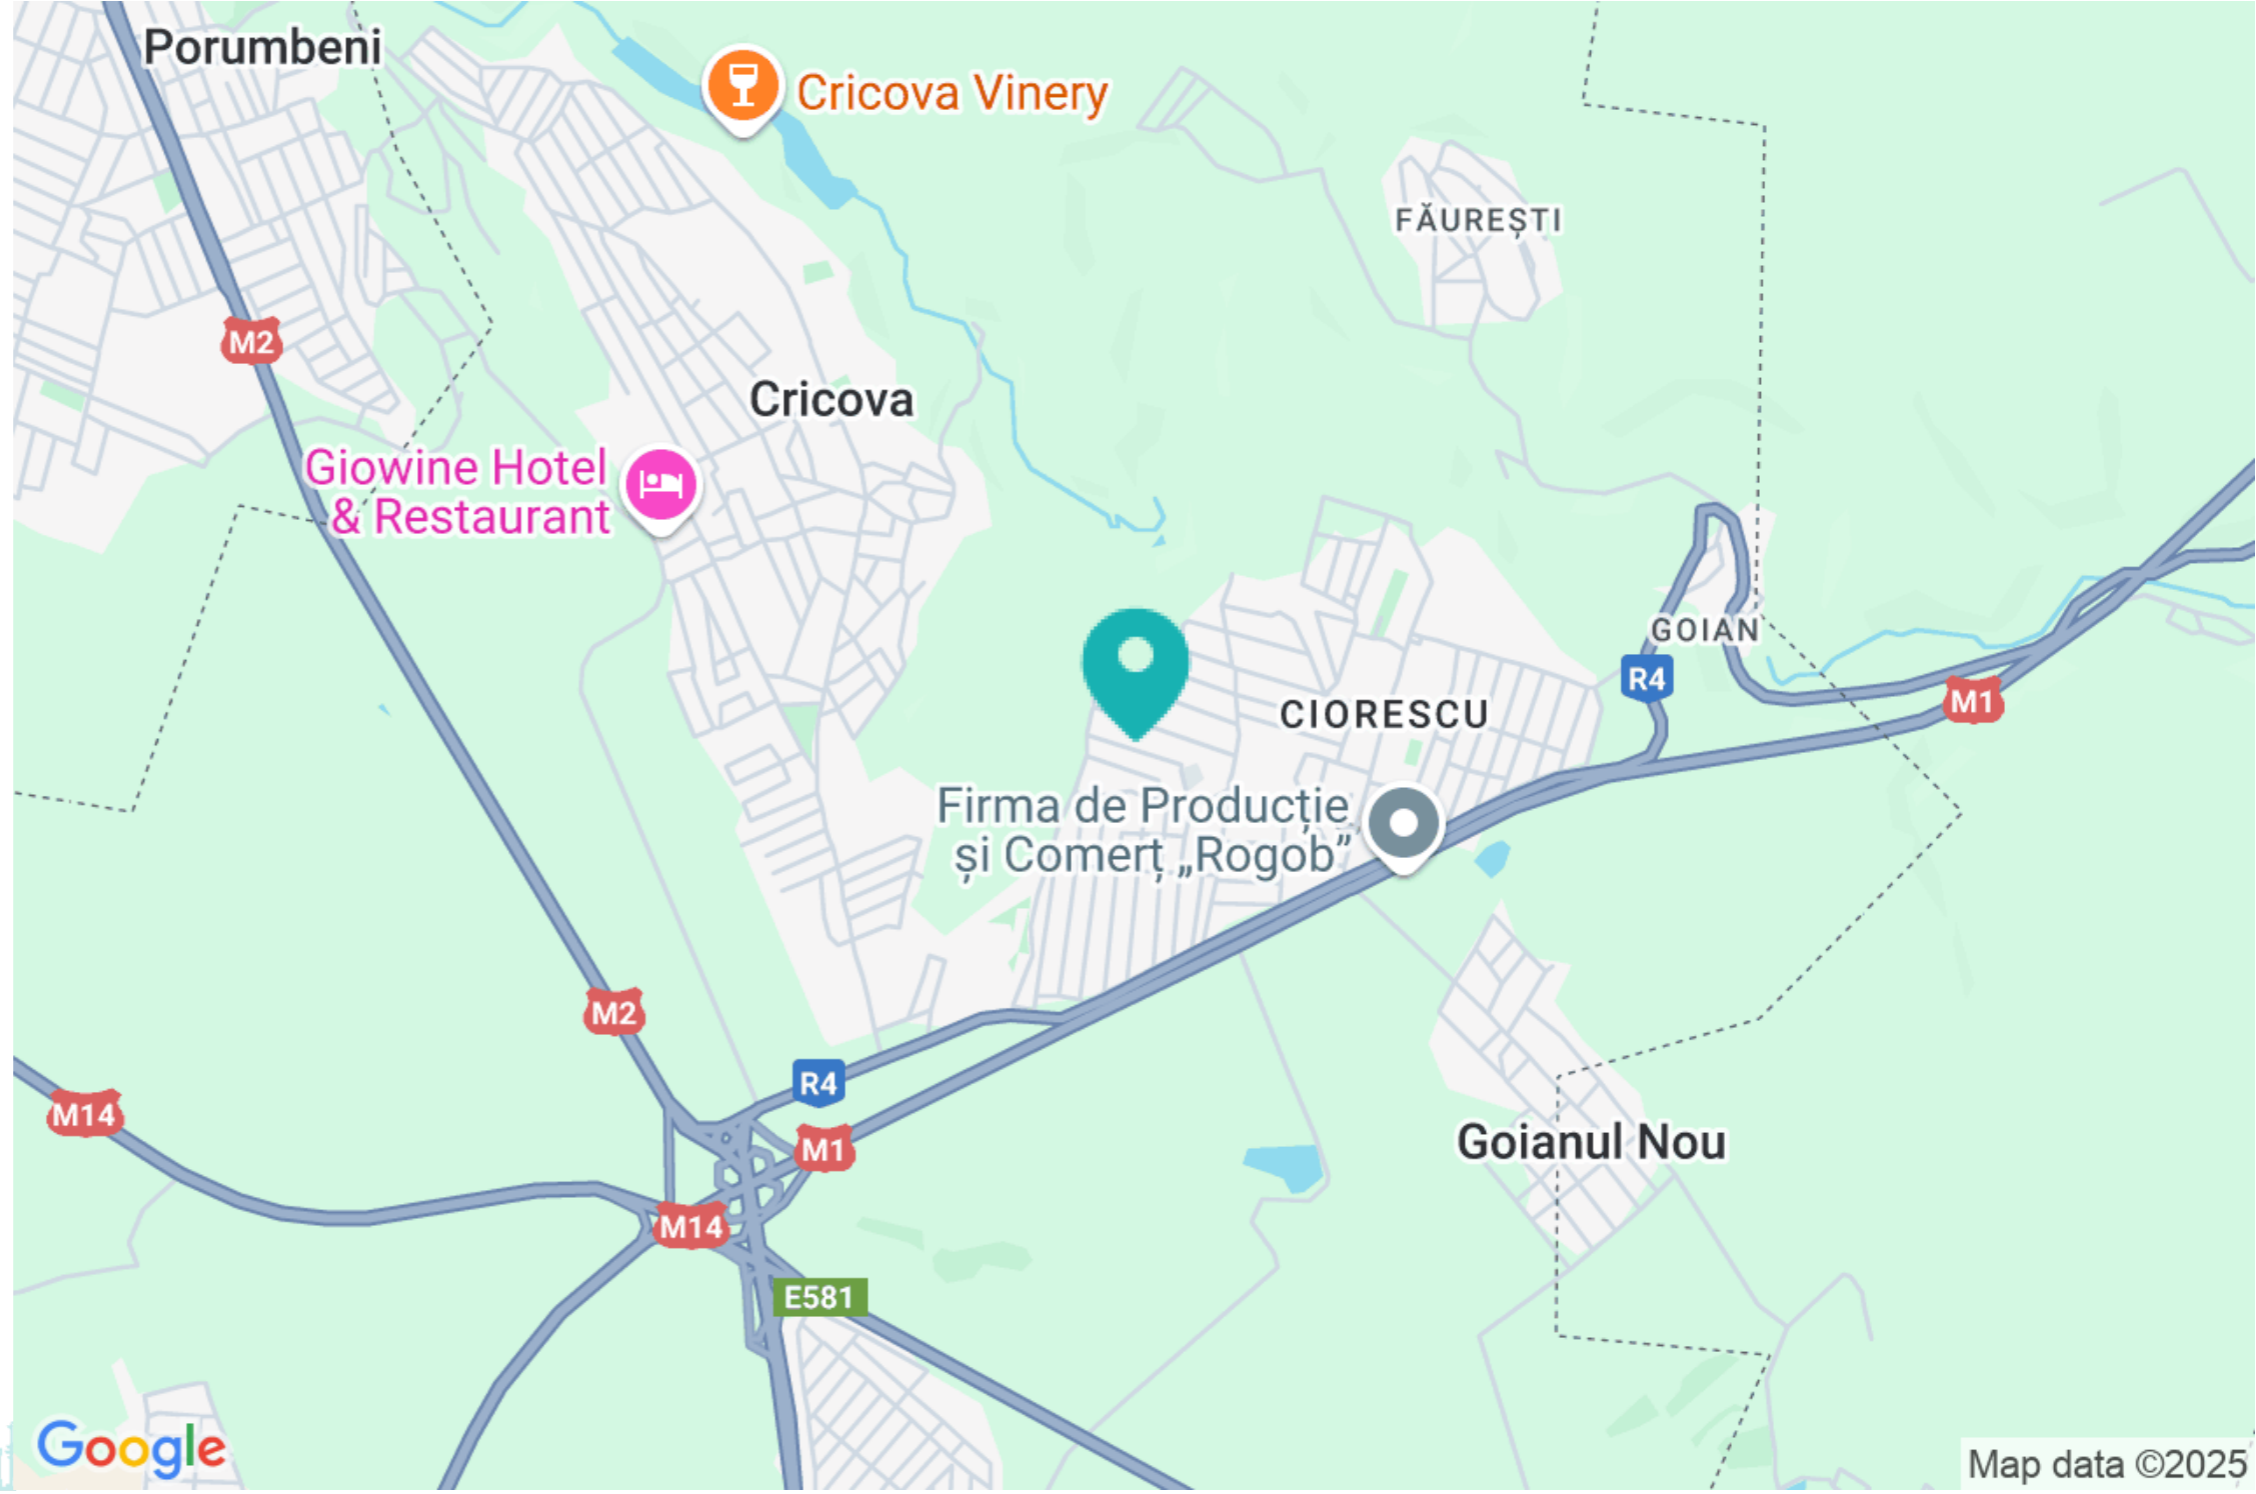 Porumbeni
Cricova Vinery
FĂUREȘTI
M2
Cricova
Giowine Hotel
& Restaurant
GOIAN
R4
M1
CIORESCU
Firma de Producție
și Comerț „Rogob”
M2
R4
M14
M1
Goianul Nou
M14
E581
Google
Map data ©2025